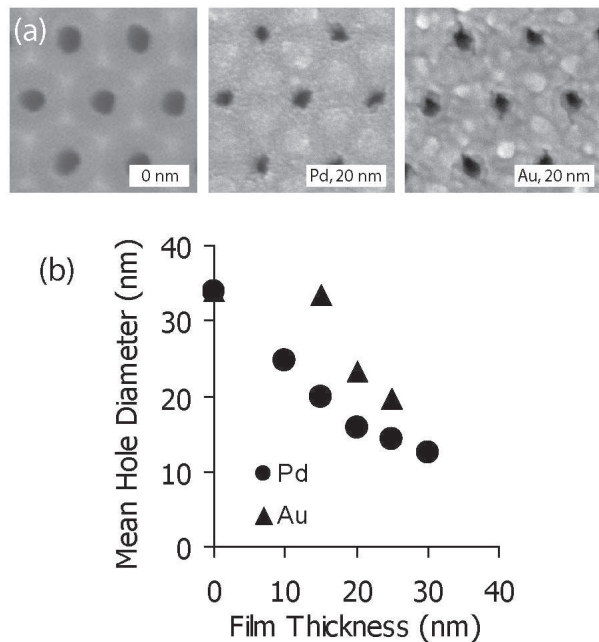 (a)
0 nm
Pd, 20 nm
Au, 20 nm
(b)
Mean Hole Diameter (nm)
40
30
20
10
0
Pd
Au
0 10 20 30 40
Film Thickness (nm)